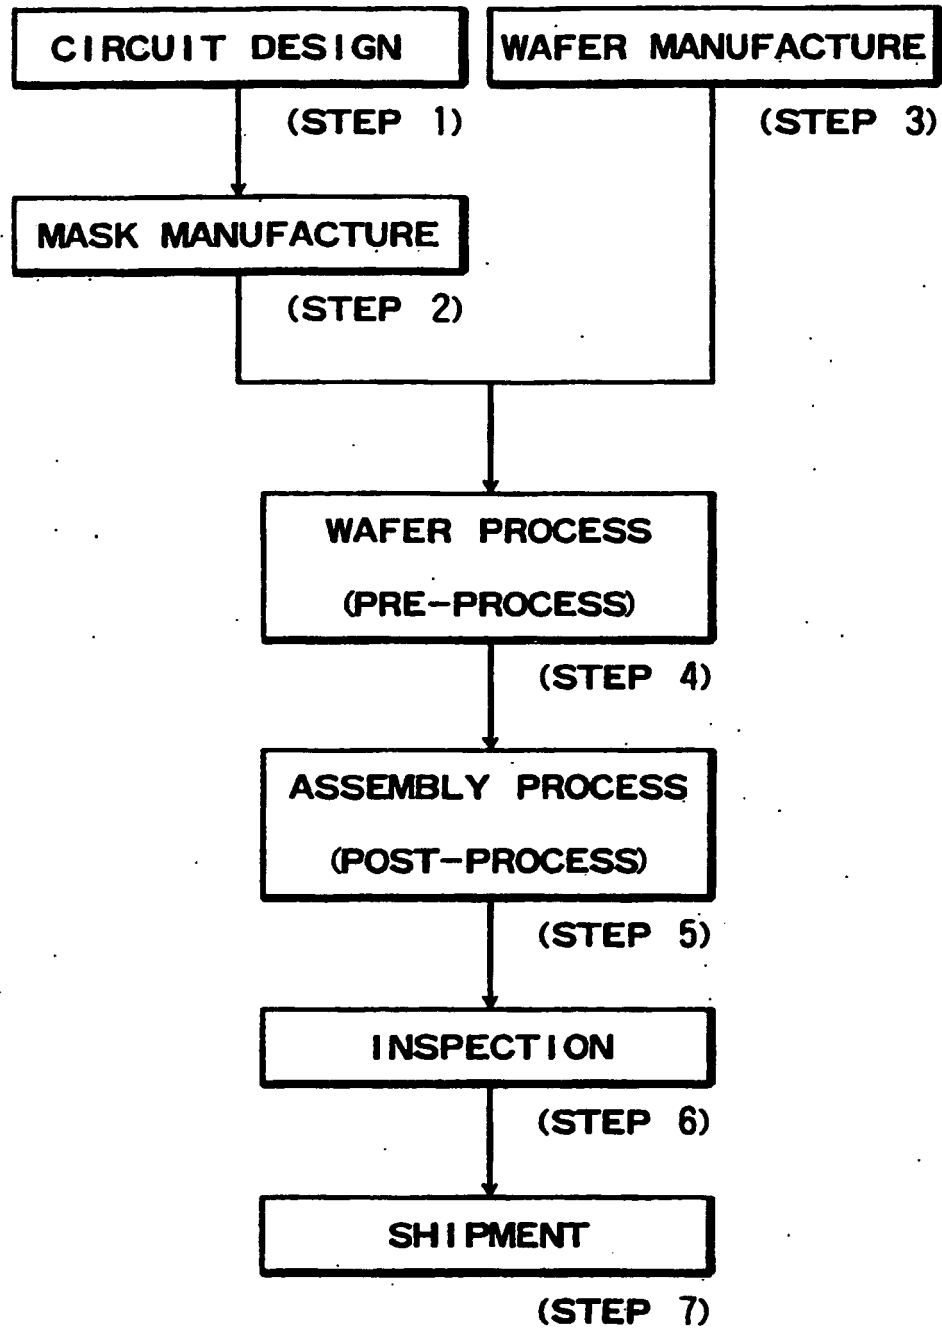 CIRCUIT DESIGN
(STEP 1)
WAFER MANUFACTURE
(STEP 3)
MASK MANUFACTURE
(STEP 2)
WAFER PROCESS
(PRE-PROCESS)
(STEP 4)
ASSEMBLY PROCESS
(POST-PROCESS)
(STEP 5)
INSPECTION
(STEP 6)
SHIPMENT
(STEP 7)